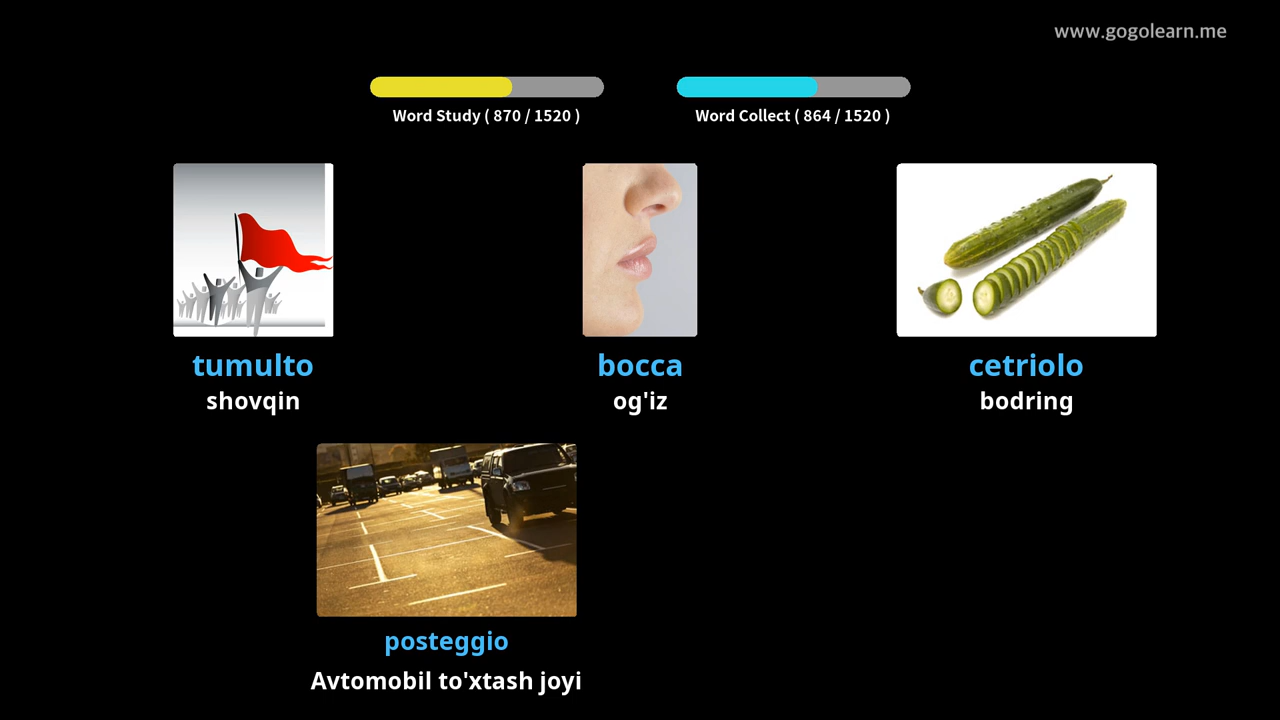 www.gogolearn.me
Word Study ( 870 / 1520 )
Word Collect ( 864 / 1520 )
tumulto
shovqin
bocca
og'iz
cetriolo
bodring
posteggio
Avtomobil to'xtash joyi